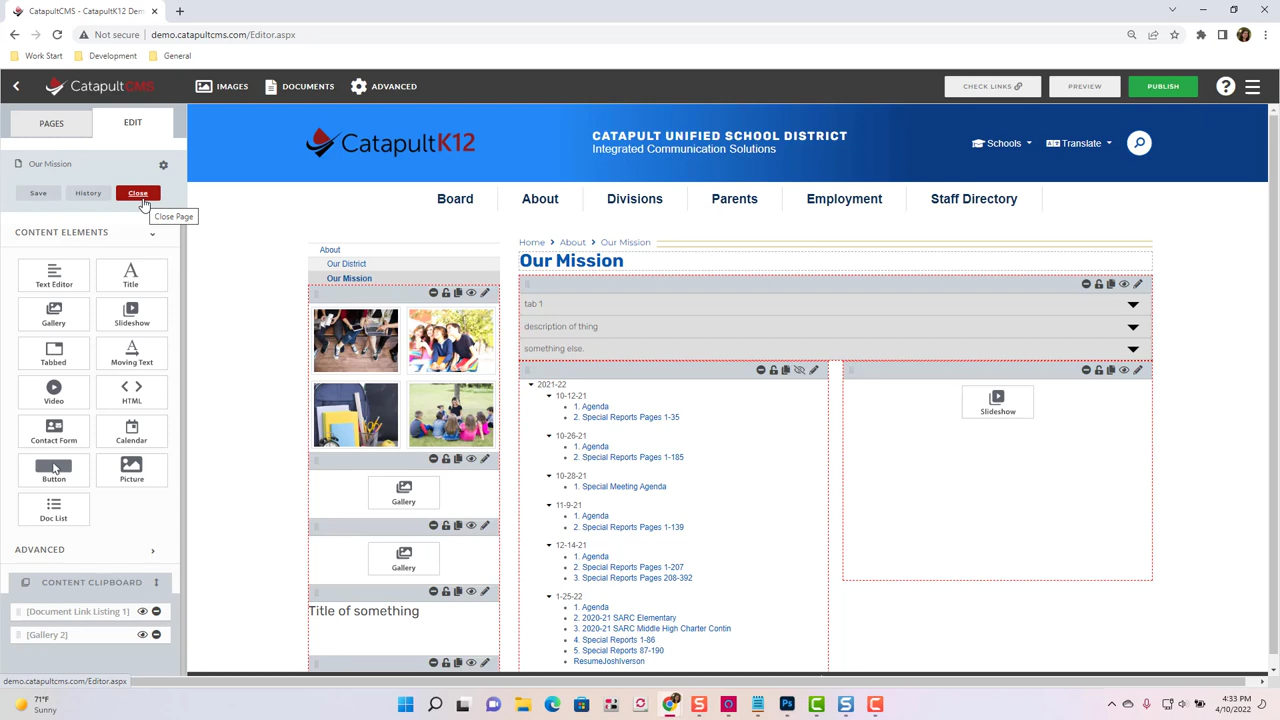 CatapultCMS - CatapultK12 Den
Not secure | demo.catapultcms.com/Editor.aspx
Work Start
Development
General
CatapultCMS
IMAGES
DOCUMENTS
ADVANCED
CHECK LINKS
PREVIEW
PUBLISH
PAGES
EDIT
Our Mission
Save
History
Close
Close Page
CONTENT ELEMENTS
Text Editor
Title
Gallery
Slideshow
Tabbed
Moving Text
Video
HTML
Contact Form
Calendar
Button
Picture
Doc List
ADVANCED
CONTENT CLIPBOARD
[Document Link Listing 1]
[Gallery 2]
CatapultK12
CATAPULT UNIFIED SCHOOL DISTRICT
Integrated Communication Solutions
Schools
Translate
Board
About
Divisions
Parents
Employment
Staff Directory
About
Our District
Our Mission
Gallery
Gallery
Title of something
Home > About > Our Mission
Our Mission
tab 1
description of thing
something else.
2021-22
10-12-21
1. Agenda
2. Special Reports Pages 1-35
10-26-21
1. Agenda
2. Special Reports Pages 1-185
10-28-21
1. Special Meeting Agenda
11-9-21
1. Agenda
2. Special Reports Pages 1-139
12-14-21
1. Agenda
2. Special Reports Pages 1-207
3. Special Reports Pages 208-392
1-25-22
1. Agenda
2. 2020-21 SARC Elementary
3. 2020-21 SARC Middle High Charter Contin
4. Special Reports 1-86
5. Special Reports 87-190
ResumeJoshIverson
Slideshow
demo.catapultcms.com/Editor.aspx
71°F
Sunny
4:33 PM
4/10/2022